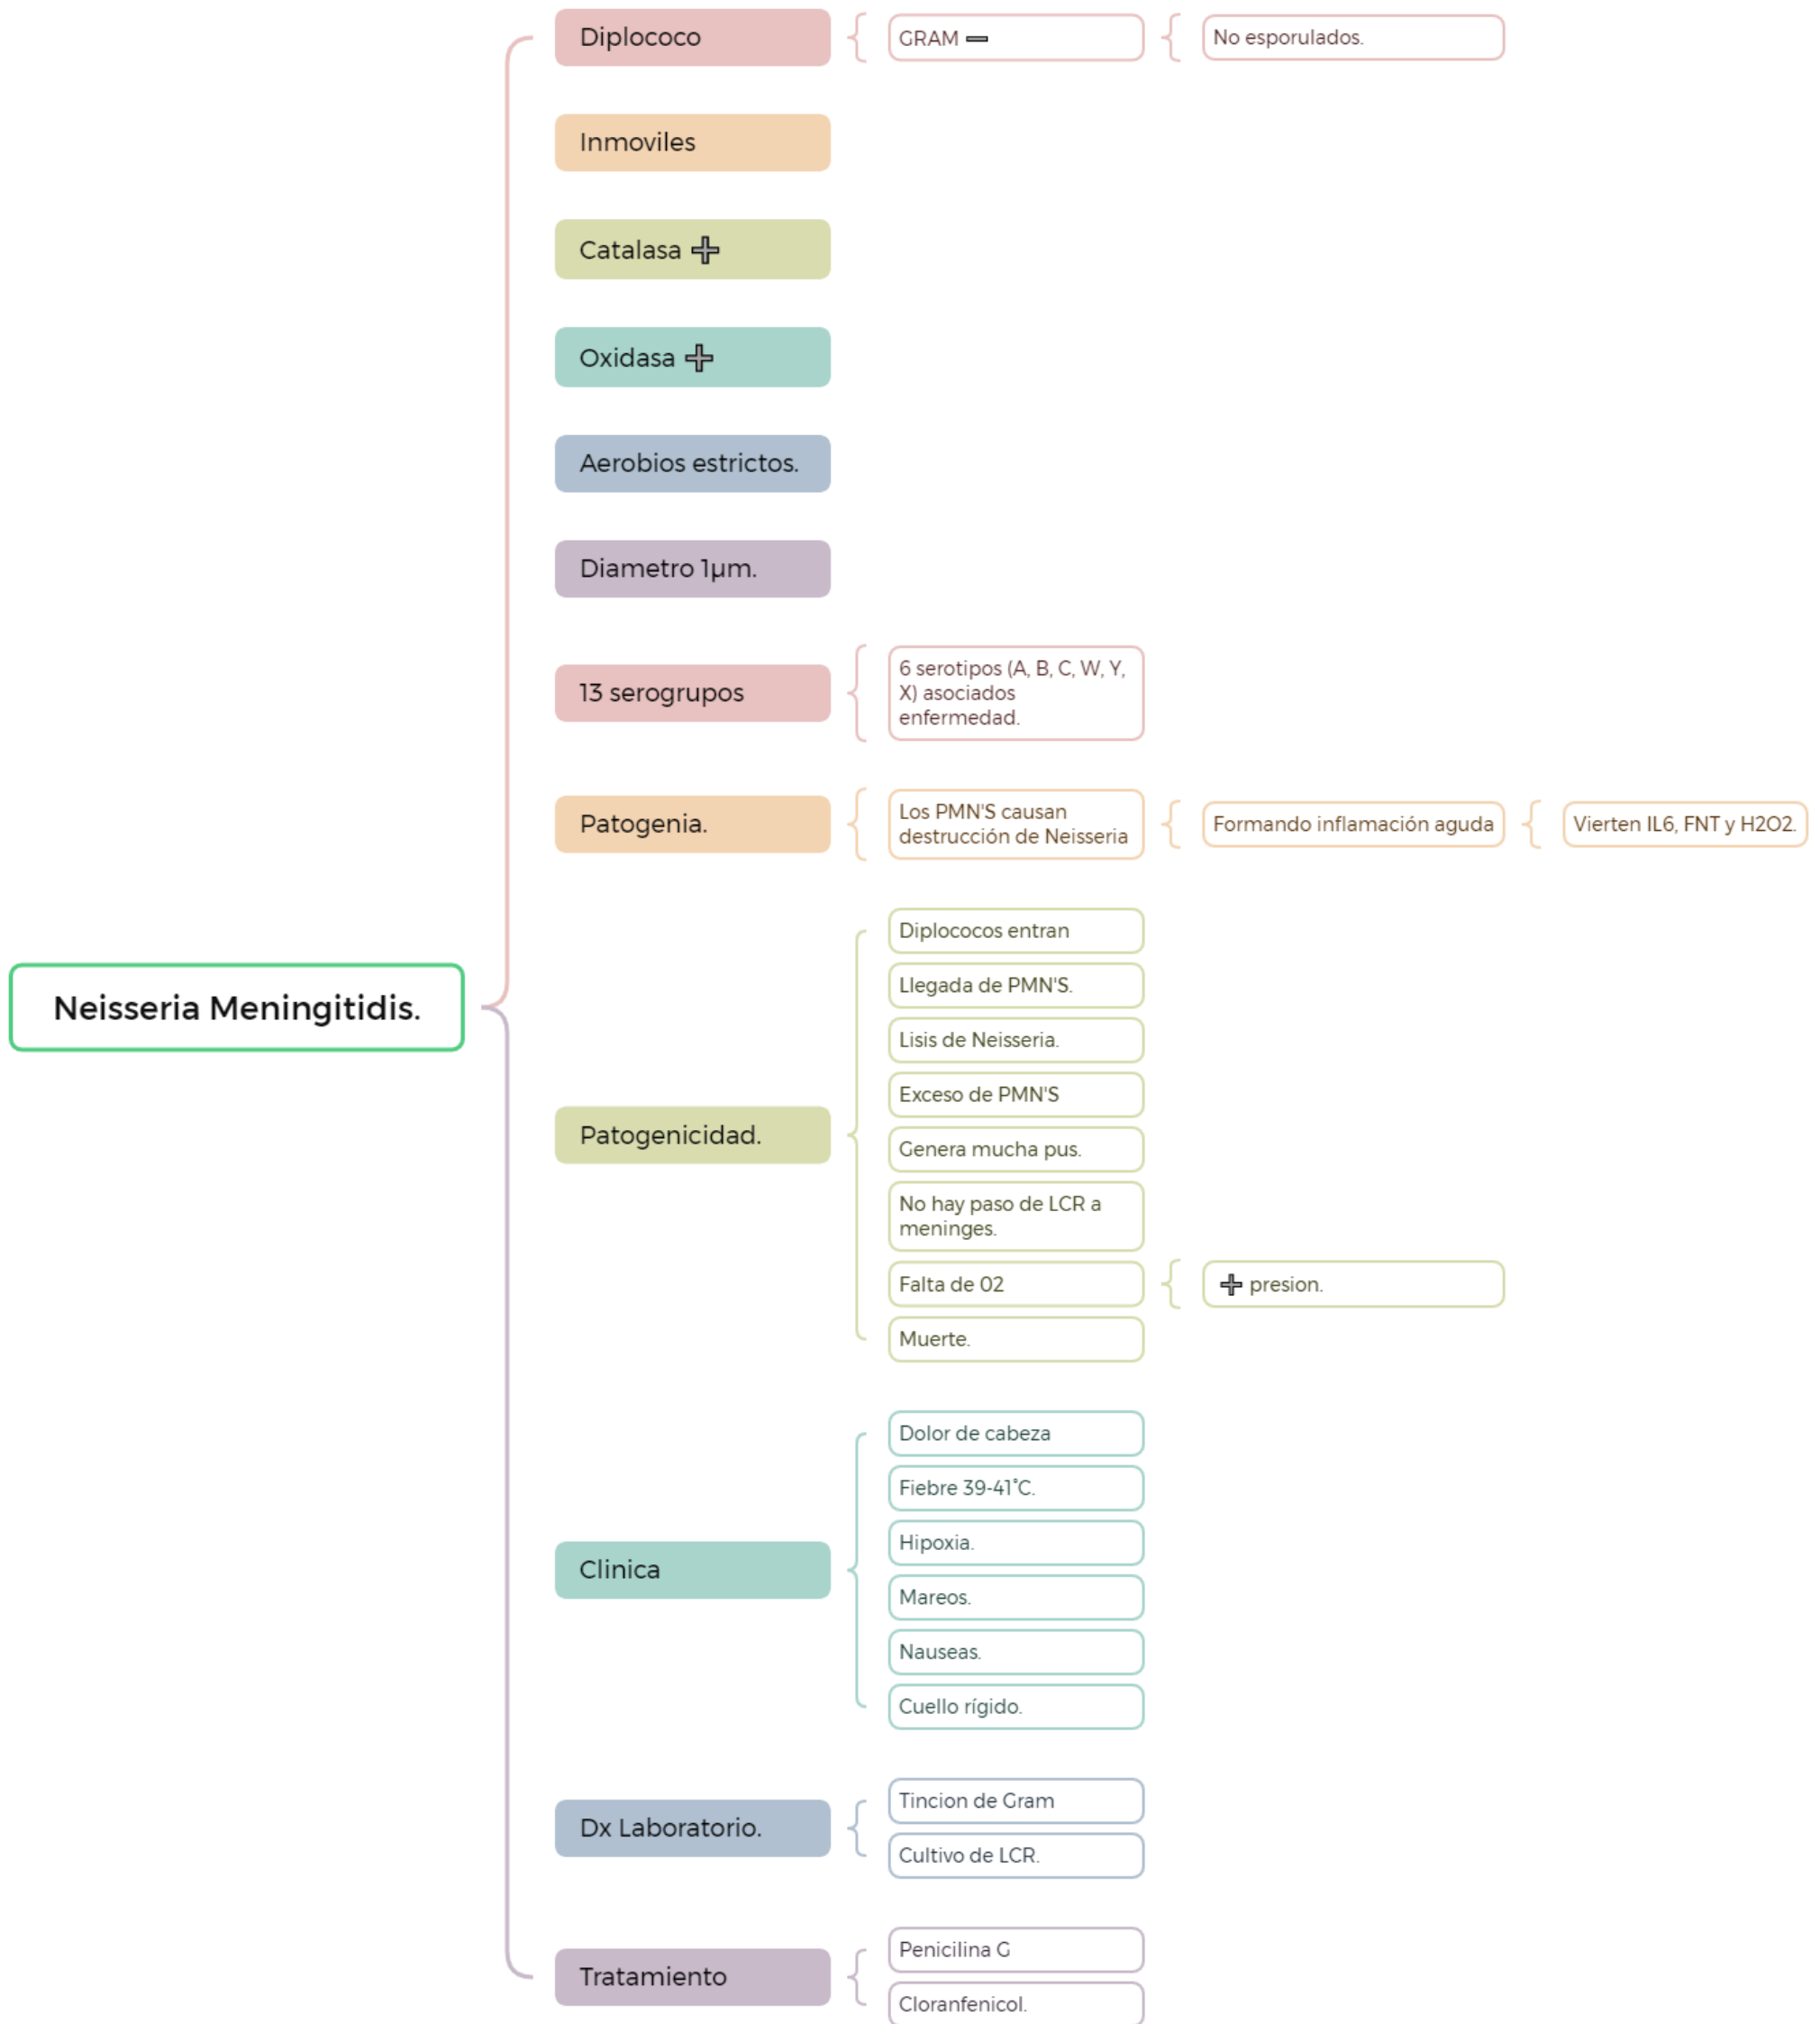 Neisseria Meningitidis.
Diplococo
GRAM ➖
No esporulados.
Inmoviles
Catalasa ➕
Oxidasa ➕
Aerobios estrictos.
Diametro 1µm.
13 serogrupos
6 serotipos (A, B, C, W, Y,
X) asociados
enfermedad.
Patogenia.
Los PMN'S causan
destrucción de Neisseria
Formando inflamación aguda
Vierten IL6, FNT y H2O2.
Patogenicidad.
Diplococos entran
Llegada de PMN'S.
Lisis de Neisseria.
Exceso de PMN'S
Genera mucha pus.
No hay paso de LCR a
meninges.
Falta de 02
➕ presion.
Muerte.
Clinica
Dolor de cabeza
Fiebre 39-41°C.
Hipoxia.
Mareos.
Nauseas.
Cuello rígido.
Dx Laboratorio.
Tincion de Gram
Cultivo de LCR.
Tratamiento
Penicilina G
Cloranfenicol.